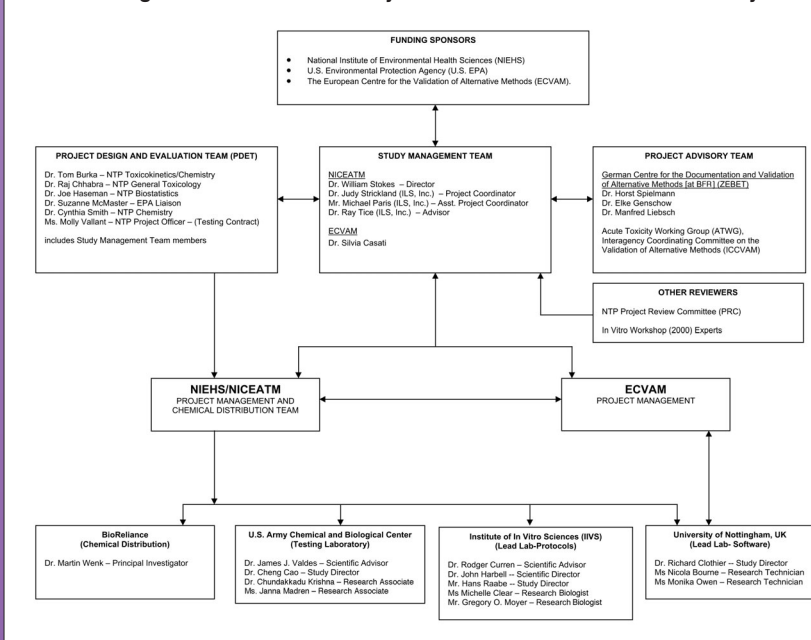 FUNDING SPONSORS
• National Institute of Environmental Health Sciences (NIEHS)
• U.S. Environmental Protection Agency (U.S. EPA)
• The European Centre for the Validation of Alternative Methods (ECVAM).
PROJECT DESIGN AND EVALUATION TEAM (PDET)
Dr. Tom Burka – NTP Toxicokinetics/Chemistry
Dr. Raj Chhabra – NTP General Toxicology
Dr. Joe Haseman – NTP Biostatistics
Dr. Suzanne McMaster – EPA Liaison
Dr. Cynthia Smith – NTP Chemistry
Ms. Molly Vallant – NTP Project Officer – (Testing Contract)
includes Study Management Team members
STUDY MANAGEMENT TEAM
NICEATM
Dr. William Stokes – Director
Dr. Judy Strickland (ILS, Inc.) – Project Coordinator
Mr. Michael Paris (ILS, Inc.) – Asst. Project Coordinator
Dr. Ray Tice (ILS, Inc.) – Advisor
ECVAM
Dr. Silvia Casati
PROJECT ADVISORY TEAM
German Centre for the Documentation and Validation
of Alternative Methods [at BFR] (ZEBET)
Dr. Horst Spielmann
Dr. Elke Genschow
Dr. Manfred Liebsch
Acute Toxicity Working Group (ATWG),
Interagency Coordinating Committee on the
Validation of Alternative Methods (ICCVAM)
OTHER REVIEWERS
NTP Project Review Committee (PRC)
In Vitro Workshop (2000) Experts
NIEHS/NICEATM
PROJECT MANAGEMENT AND
CHEMICAL DISTRIBUTION TEAM
ECVAM
PROJECT MANAGEMENT
BioReliance
(Chemical Distribution)
Dr. Martin Wenk – Principal Investigator
U.S. Army Chemical and Biological Center
(Testing Laboratory)
Dr. James J. Valdes – Scientific Advisor
Dr. Cheng Cao – Study Director
Dr. Chundakkadu Krishna – Research Associate
Ms. Janna Madren – Research Associate
Institute of In Vitro Sciences (IIVS)
(Lead Lab-Protocols)
Dr. Rodger Curren – Scientific Advisor
Dr. John Harbell -- Scientific Director
Mr. Hans Raabe -- Study Director
Ms Michelle Clear – Research Biologist
Mr. Gregory O. Moyer – Research Biologist
University of Nottingham, UK
(Lead Lab- Software)
Dr. Richard Clothier -- Study Director
Ms Nicola Bourne – Research Technician
Ms Monika Owen – Research Technician